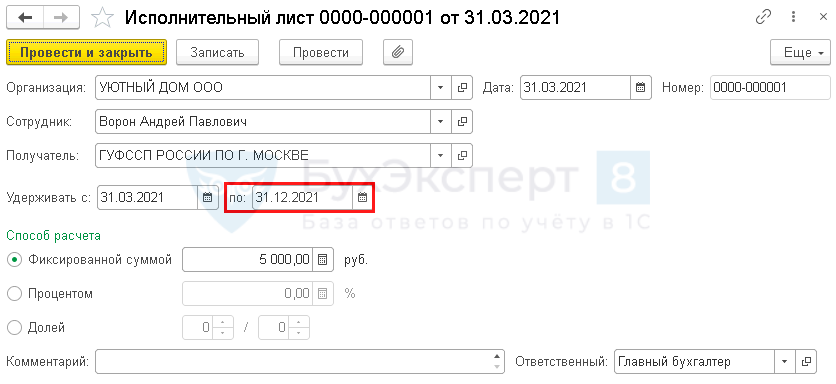 Исполнительный лист 0000-000001 от 31.03.2021
Провести и закрыть Записать Провести Еще
Организация: УЮТНЫЙ ДОМ ООО Дата: 31.03.2021 Номер: 0000-000001
Сотрудник: Ворон Андрей Павлович
Получатель: ГУФССП РОССИИ ПО Г. МОСКВЕ
БухЭксперт 8
Удерживать с: 31.03.2021 по: 31.12.2021
База ответов по учёту в 1С
Способ расчета
Фиксированной суммой 5 000,00 руб.
Процентом 0,00 %
Долей 0 / 0
Комментарий: Ответственный: Главный бухгалтер